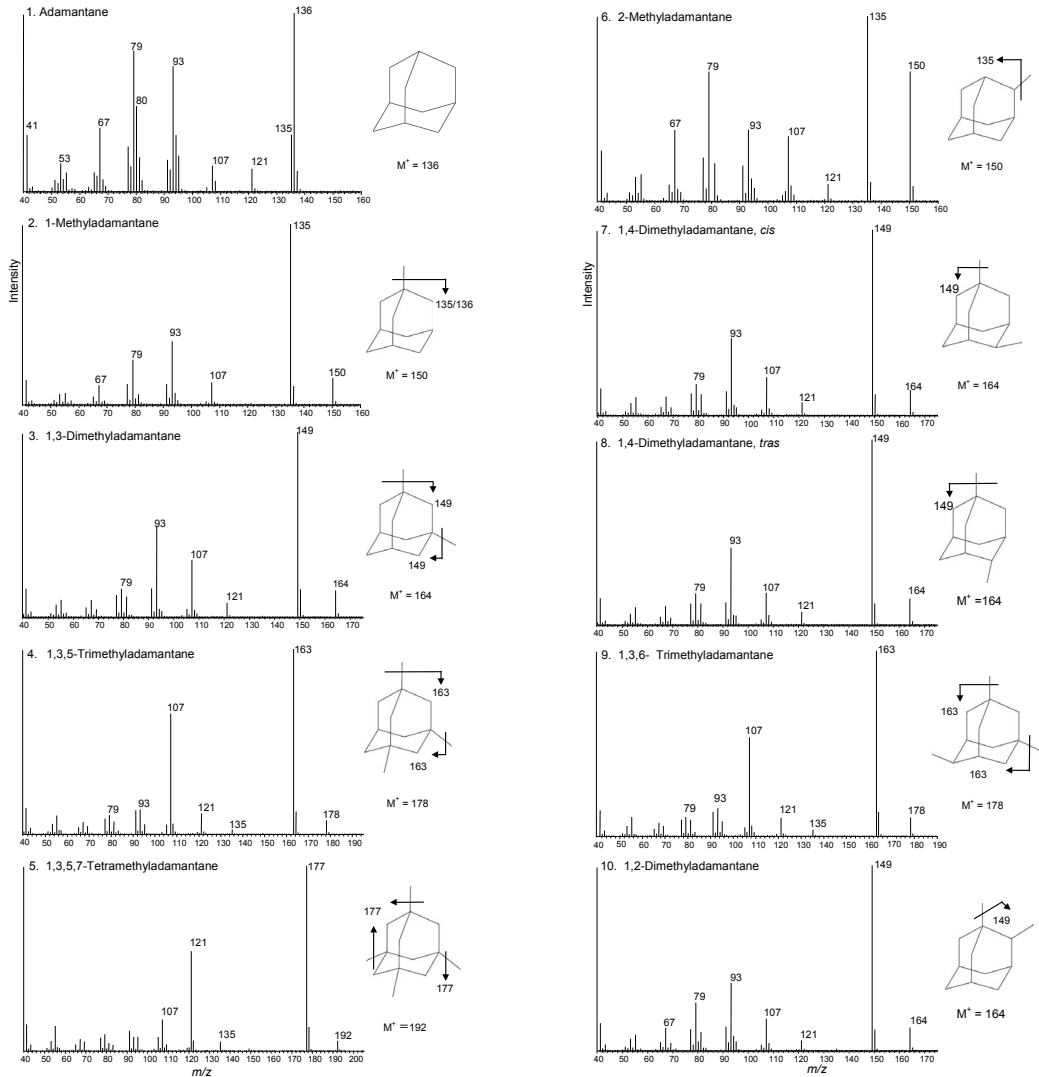 1. Adamantane
136
79
93
80
67
41
135
53
107
121
M+ = 136
40 50 60 70 80 90 100 110 120 130 140 150 160
2. 1-Methyladamantane
135
93
79
67
107
150
135/136
M+ = 150
40 50 60 70 80 90 100 110 120 130 140 150 160
Intensity
3. 1,3-Dimethyladamantane
149
93
107
79
121
164
149
149
M+ = 164
40 50 60 70 80 90 100 110 120 130 140 150 160 170
4. 1,3,5-Trimethyladamantane
163
107
79
93
121
135
178
163
163
M+ = 178
40 50 60 70 80 90 100 110 120 130 140 150 160 170 180 190
5. 1,3,5,7-Tetramethyladamantane
177
121
107
135
192
177
177
M+ =192
40 50 60 70 80 90 100 110 120 130 140 150 160 170 180 190 200
m/z
6. 2-Methyladamantane
135
150
79
67
93
107
121
135
M+ = 150
40 50 60 70 80 90 100 110 120 130 140 150 160
7. 1,4-Dimethyladamantane, cis
149
93
79
107
121
164
149
M+ = 164
40 50 60 70 80 90 100 110 120 130 140 150 160 170
Intensity
8. 1,4-Dimethyladamantane, tras
149
93
79
107
121
164
149
M+ =164
40 50 60 70 80 90 100 110 120 130 140 150 160 170
9. 1,3,6- Trimethyladamantane
163
107
79
93
121
135
178
163
163
M+ = 178
40 50 60 70 80 90 100 110 120 130 140 150 160 170 180 190
10. 1,2-Dimethyladamantane
149
93
79
67
107
121
164
149
M+ = 164
40 50 60 70 80 90 100 110 120 130 140 150 160 170
m/z